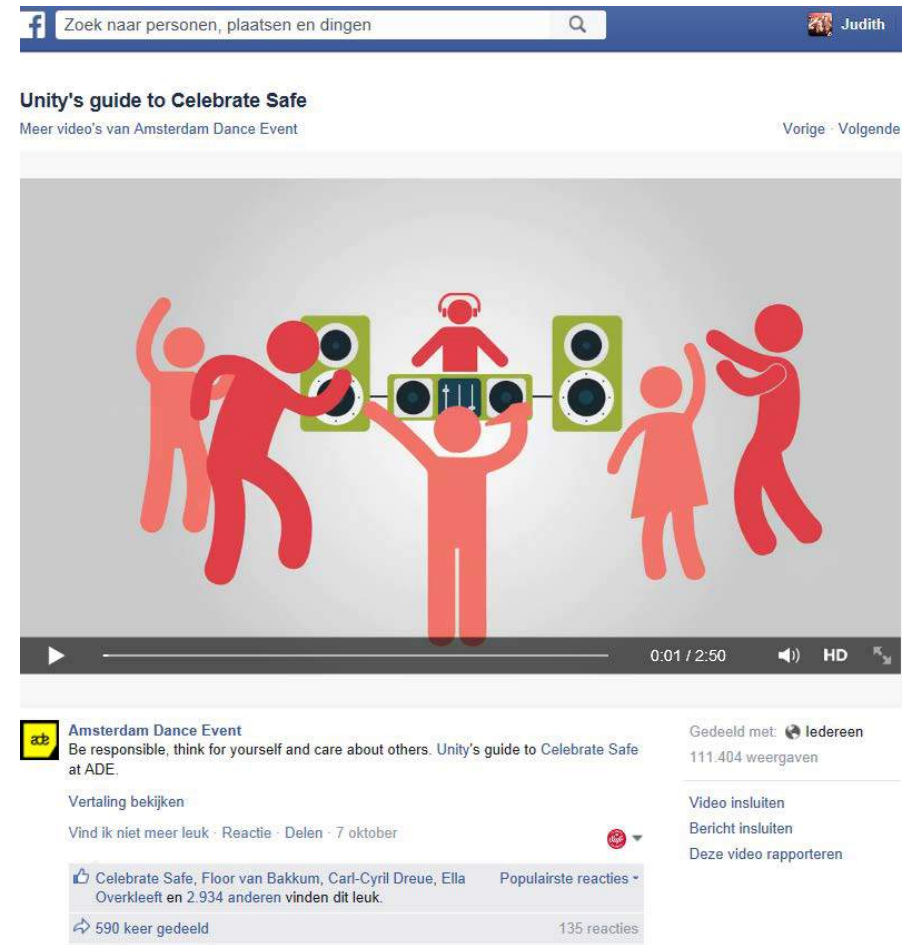 f Zoek naar personen, plaatsen en dingen Judith
Unity's guide to Celebrate Safe
Meer video's van Amsterdam Dance Event
Vorige · Volgende
0:01 / 2:50 HD
ade
Amsterdam Dance Event
Be responsible, think for yourself and care about others. Unity's guide to Celebrate Safe
at ADE.
Vertaling bekijken
Vind ik niet meer leuk · Reactie · Delen · 7 oktober
Celebrate Safe, Floor van Bakkum, Carl-Cyril Dreue, Ella
Overkleeft en 2.934 anderen vinden dit leuk.
Populairste reacties
590 keer gedeeld
135 reacties
Gedeeld met: Iedereen
111.404 weergaven
Video insluiten
Bericht insluiten
Deze video rapporteren